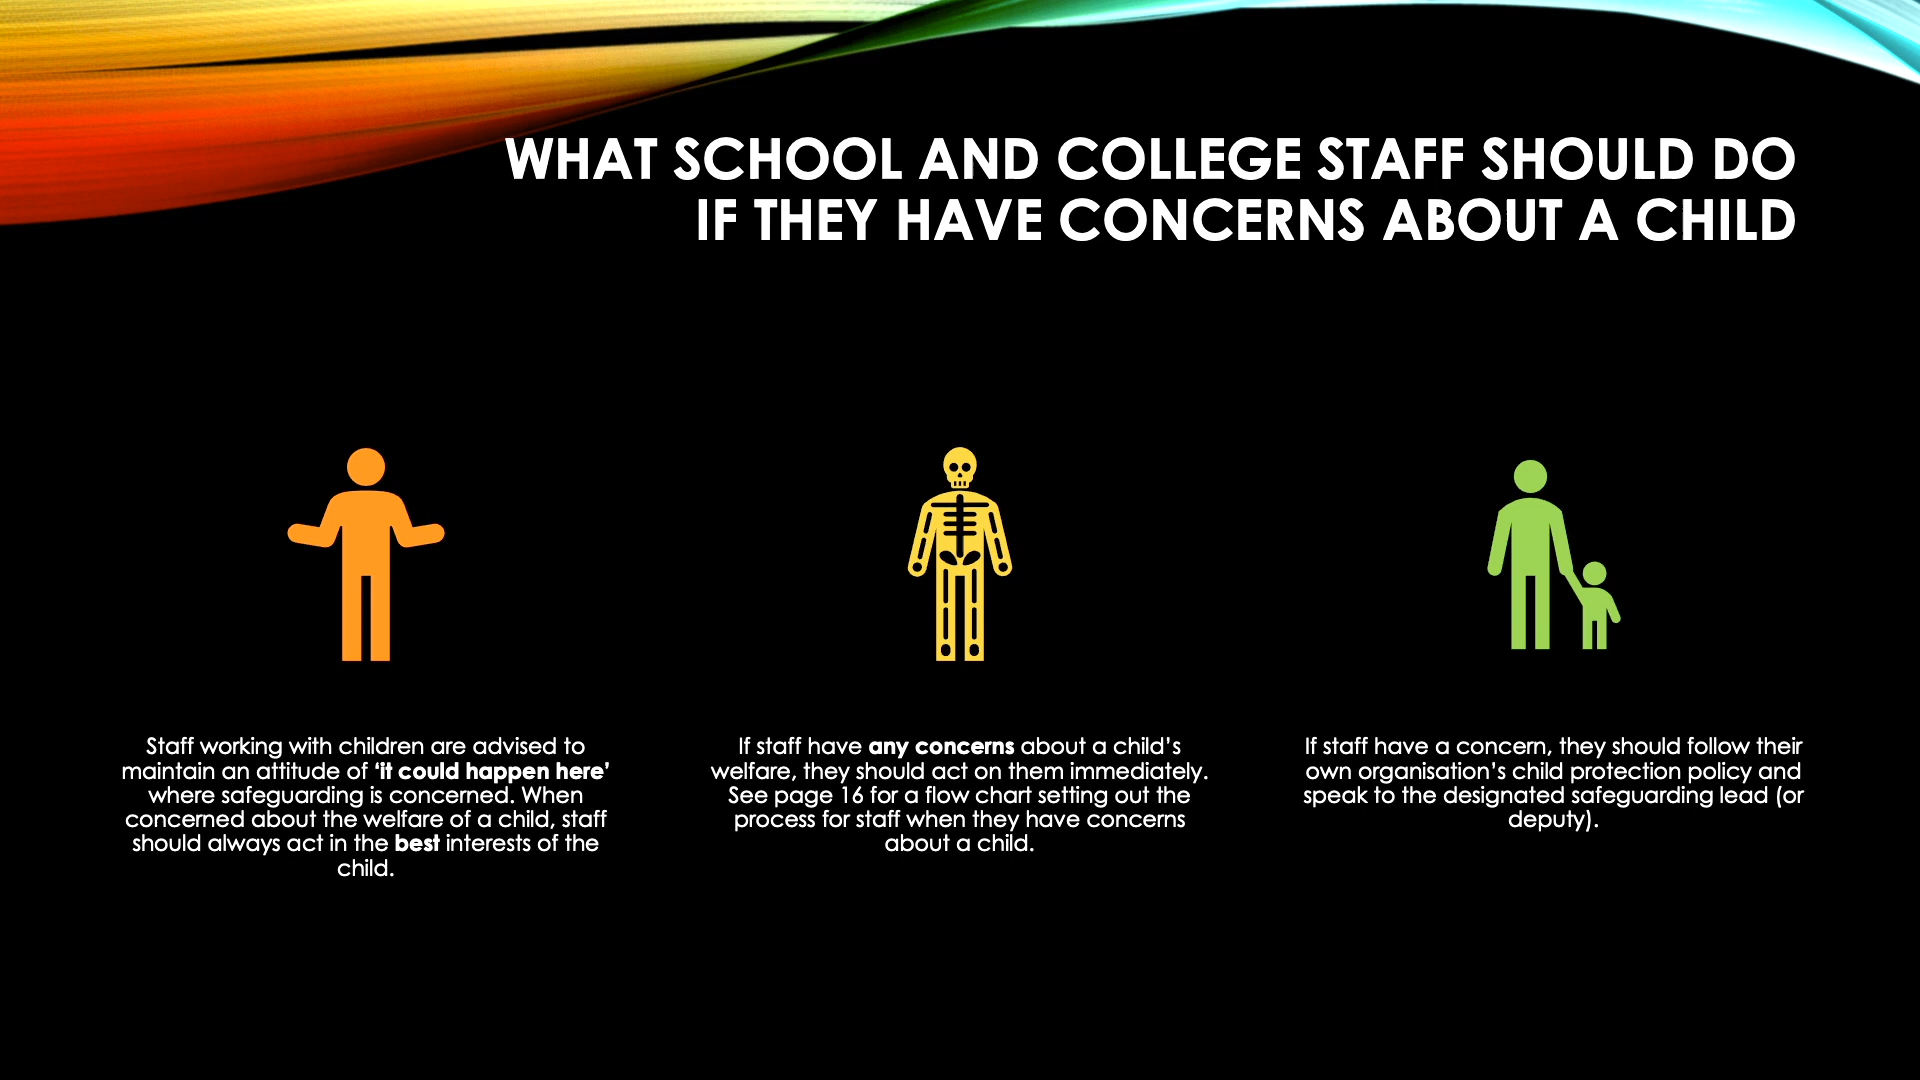 WHAT SCHOOL AND COLLEGE STAFF SHOULD DO
IF THEY HAVE CONCERNS ABOUT A CHILD
Staff working with children are advised to
maintain an attitude of ‘it could happen here’
where safeguarding is concerned. When
concerned about the welfare of a child, staff
should always act in the best interests of the
child.
If staff have any concerns about a child’s
welfare, they should act on them immediately.
See page 16 for a flow chart setting out the
process for staff when they have concerns
about a child.
If staff have a concern, they should follow their
own organisation’s child protection policy and
speak to the designated safeguarding lead (or
deputy).